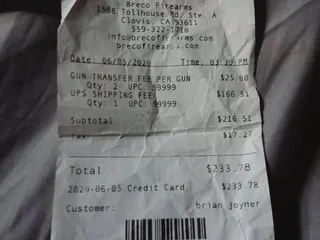 Breco Firearms
1508 Tollhouse Rd/ Ste. A
Clovis, CA 93611
559-322-1710
info@brecofirearms.com
brecofirearms.com
Date: 06/05/2020 Time: 03:39 PM
GUN TRANSFER FEE PER GUN $25.00
Qty: 2 UPC: 99999
UPS SHIPPING FEE $166.51
Qty: 1 UPC: 99999
Subtotal $216.51
Tax $17.27
Total $233.78
2020-06-05 Credit Card $233.78
Customer: brian joyner